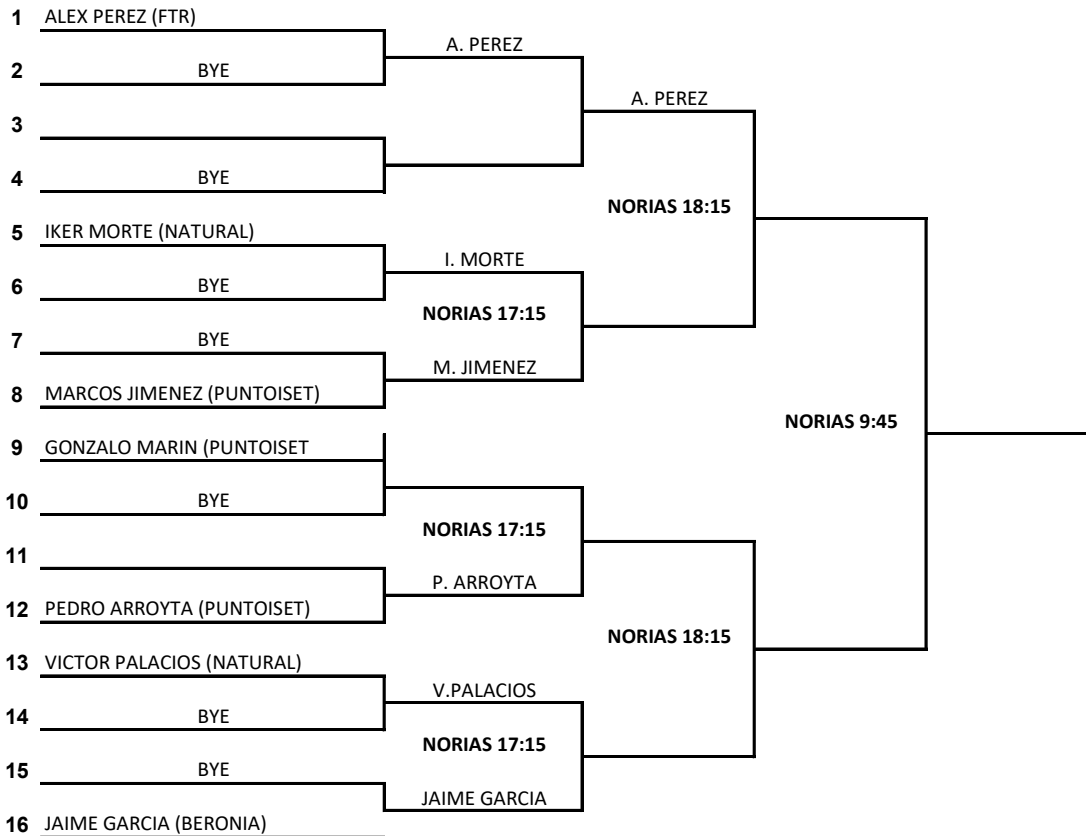 1 ALEX PEREZ (FTR)
A. PEREZ
2 BYE
A. PEREZ
3
4 BYE
NORIAS 18:15
5 IKER MORTE (NATURAL)
I. MORTE
6 BYE
NORIAS 17:15
7 BYE
M. JIMENEZ
8 MARCOS JIMENEZ (PUNTOISET)
NORIAS 9:45
9 GONZALO MARIN (PUNTOISET
10 BYE
NORIAS 17:15
11
P. ARROYTA
12 PEDRO ARROYTA (PUNTOISET)
NORIAS 18:15
13 VICTOR PALACIOS (NATURAL)
V.PALACIOS
14 BYE
NORIAS 17:15
15 BYE
JAIME GARCIA
16 JAIME GARCIA (BERONIA)